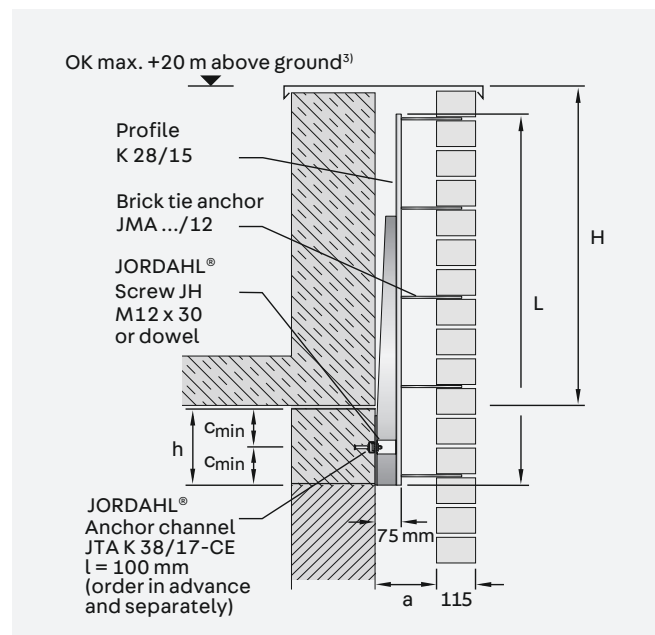 OK max. +20 m above ground³⁾
Profile
K 28/15
Brick tie anchor
JMA .../12
JORDAHL®
Screw JH
M12 x 30
or dowel
H
L
h
cmin
cmin
JORDAHL®
Anchor channel
JTA K 38/17-CE
l = 100 mm
(order in advance
and separately)
75 mm
a
115